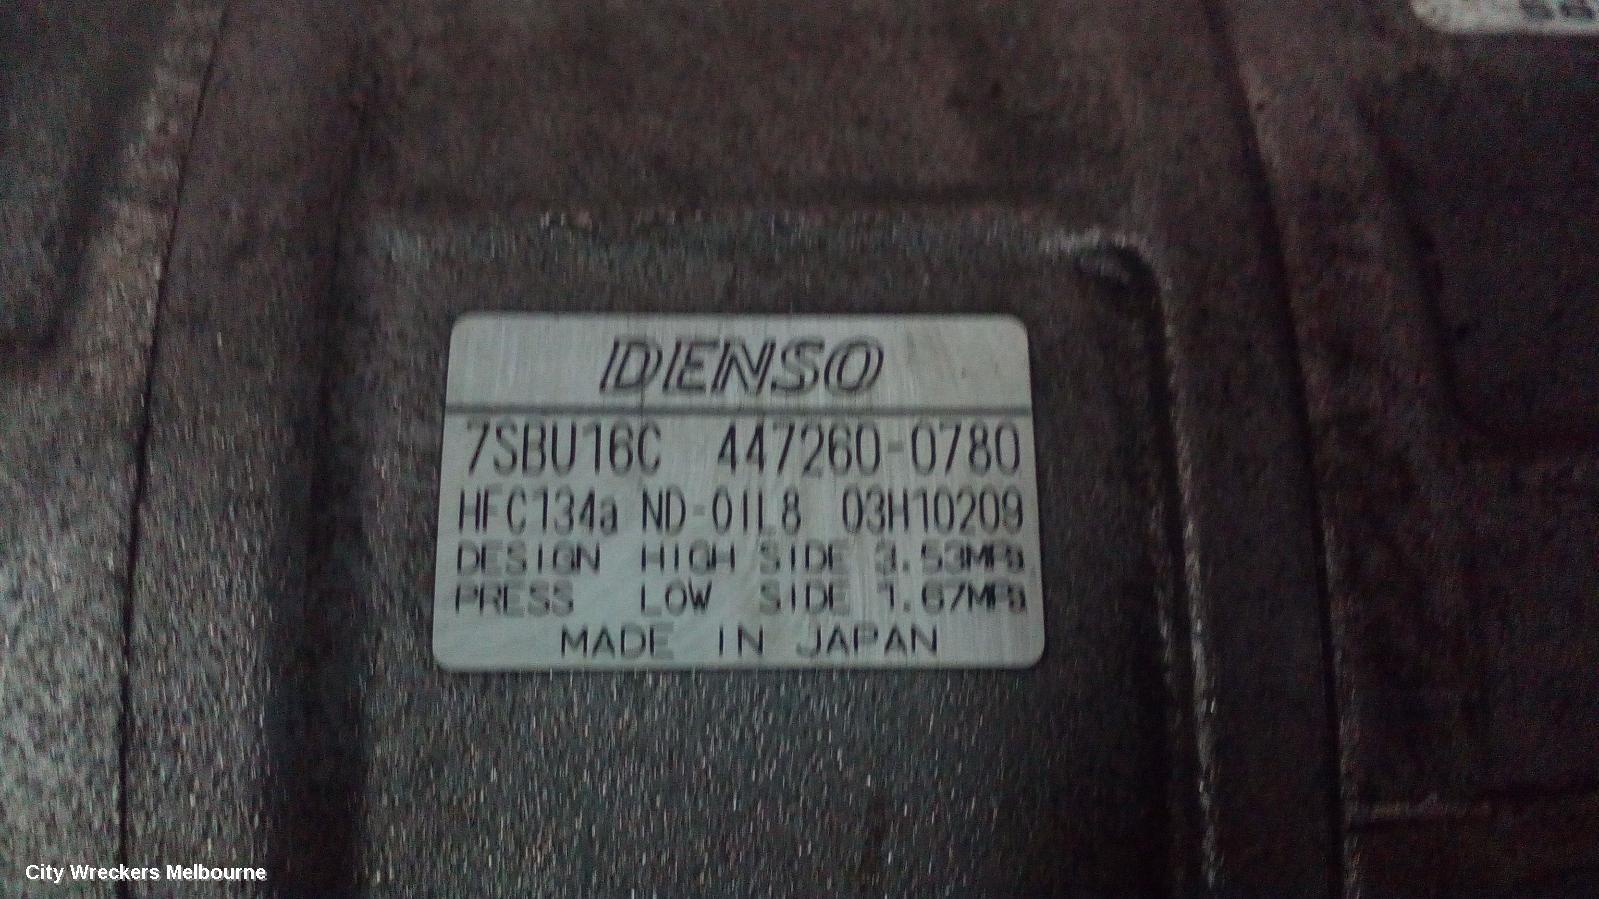 DENSO
7SBU16C 447260-0780
HFC134a ND-OIL8 03H10209
DESIGN HIGH SIDE 3.53MPa
PRESS LOW SIDE 1.67MPa
MADE IN JAPAN
City Wreckers Melbourne